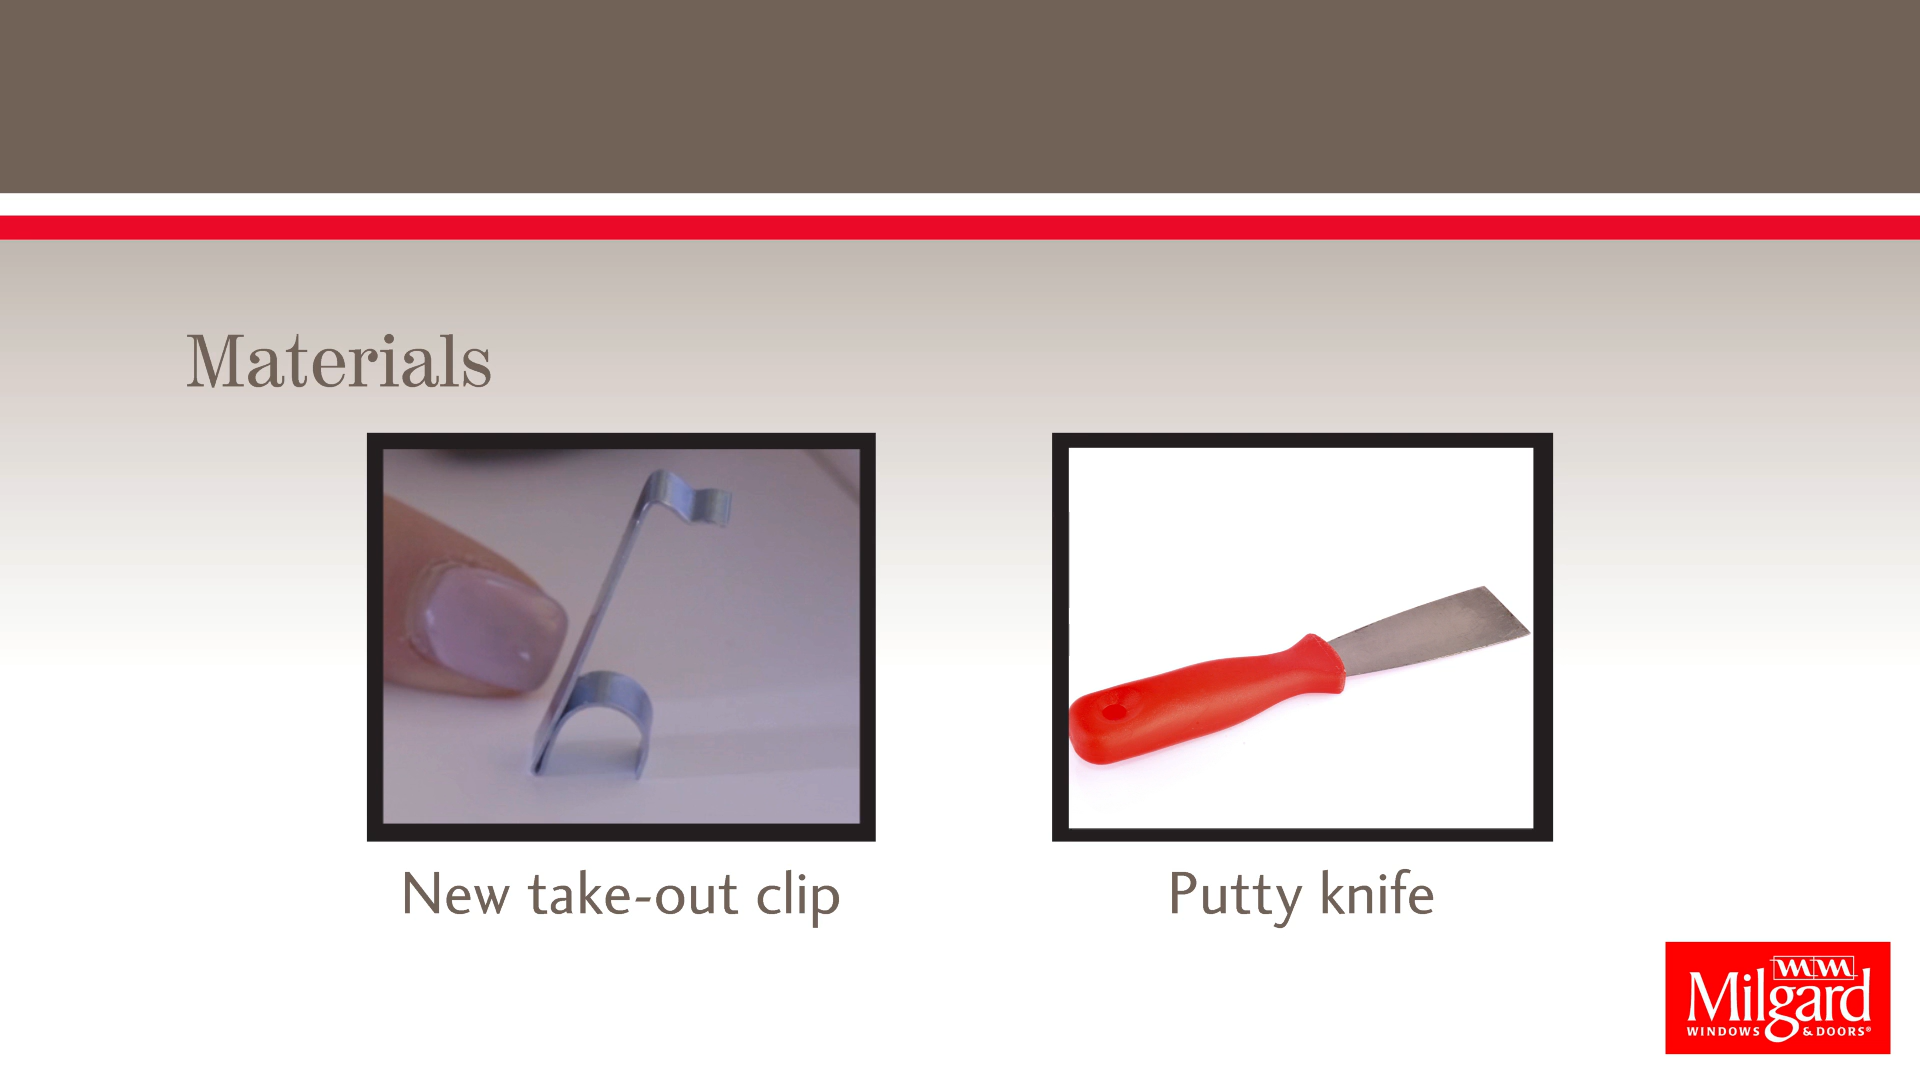 Materials
New take-out clip
Putty knife
Milgard
WINDOWS & DOORS®